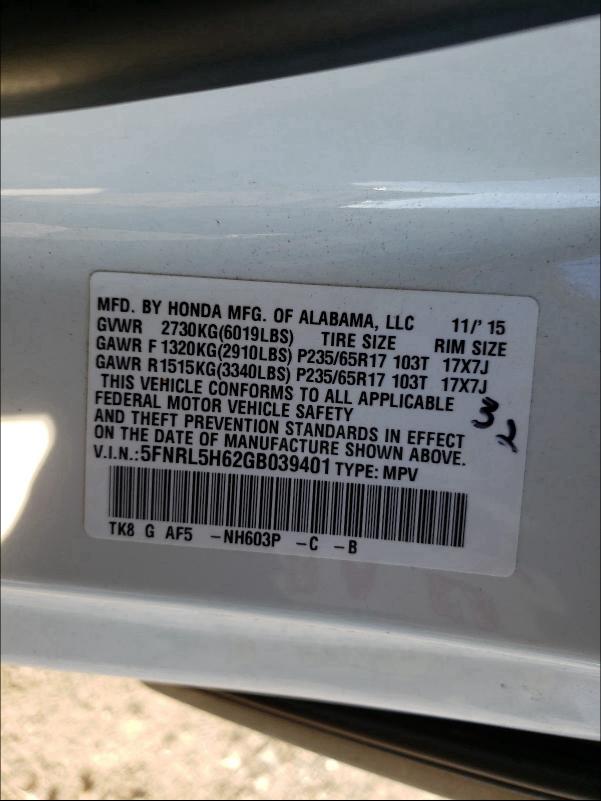 MFD. BY HONDA MFG. OF ALABAMA, LLC 11/'15
GVWR 2730KG(6019LBS) TIRE SIZE RIM SIZE
GAWR F 1320KG(2910LBS) P235/65R17 103T 17X7J
GAWR R1515KG(3340LBS) P235/65R17 103T 17X7J
THIS VEHICLE CONFORMS TO ALL APPLICABLE
FEDERAL MOTOR VEHICLE SAFETY
AND THEFT PREVENTION STANDARDS IN EFFECT
ON THE DATE OF MANUFACTURE SHOWN ABOVE.
V.I.N.:5FNRL5H62GB039401 TYPE: MPV
TK8 G AF5 -NH603P -C -B
3
2